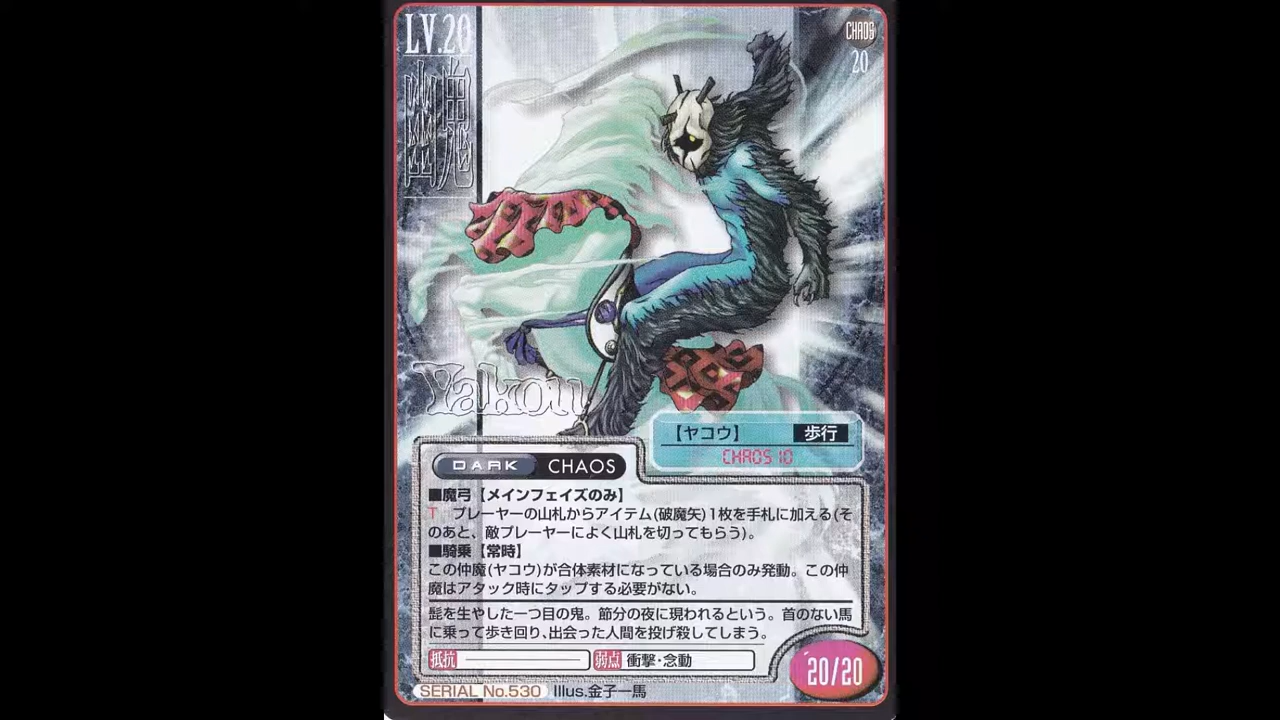 LV.20
CHAOS
20
幽鬼
Yakou
【ヤコウ】 歩行
CHAOS 10
DARK CHAOS
■魔弓【メインフェイズのみ】
T プレーヤーの山札からアイテム(破魔矢)1枚を手札に加える(そ
のあと、敵プレーヤーによく山札を切ってもらう)。
■騎乗【常時】
この仲魔(ヤコウ)が合体素材になっている場合のみ発動。この仲
魔はアタック時にタップする必要がない。
髭を生やした一つ目の鬼。節分の夜に現われるという。首のない馬
に乗って歩き回り、出会った人間を投げ殺してしまう。
抵抗 弱点 衝撃・念動
20/20
SERIAL No.530 Illus.金子一馬